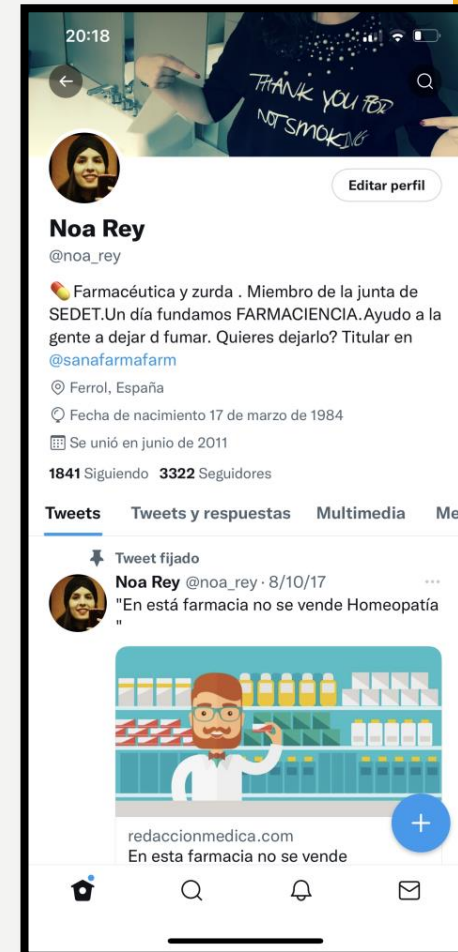 20:18
THANK YOU FOR
NOT SMOKING
Editar perfil
Noa Rey
@noa_rey
Farmacéutica y zurda . Miembro de la junta de
SEDET.Un día fundamos FARMACIENCIA.Ayudo a la
gente a dejar d fumar. Quieres dejarlo? Titular en
@sanafarmafarm
Ferrol, España
Fecha de nacimiento 17 de marzo de 1984
Se unió en junio de 2011
1841 Siguiendo 3322 Seguidores
Tweets Tweets y respuestas Multimedia Me
Tweet fijado
Noa Rey @noa_rey · 8/10/17 ...
"En está farmacia no se vende Homeopatía
"
redaccionmedica.com
En esta farmacia no se vende